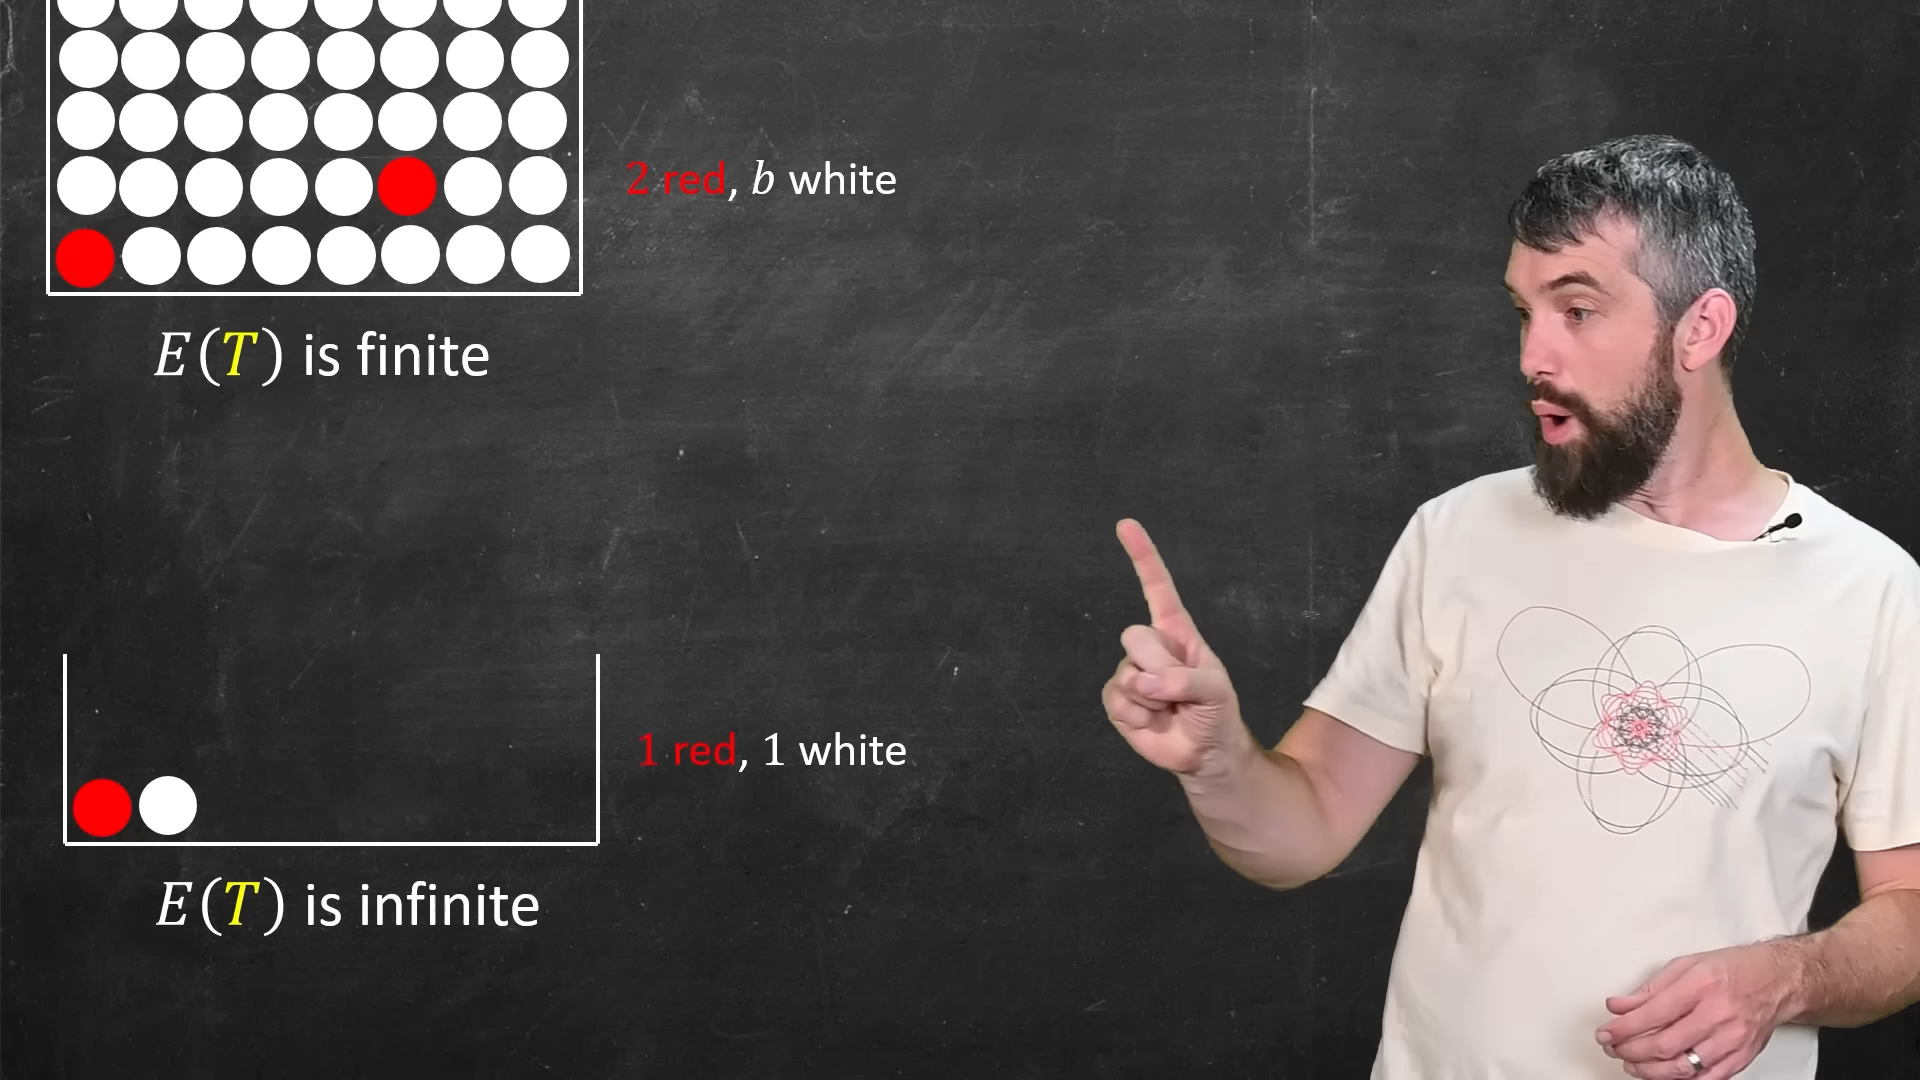 2 red, b white
E(T) is finite
1 red, 1 white
E(T) is infinite